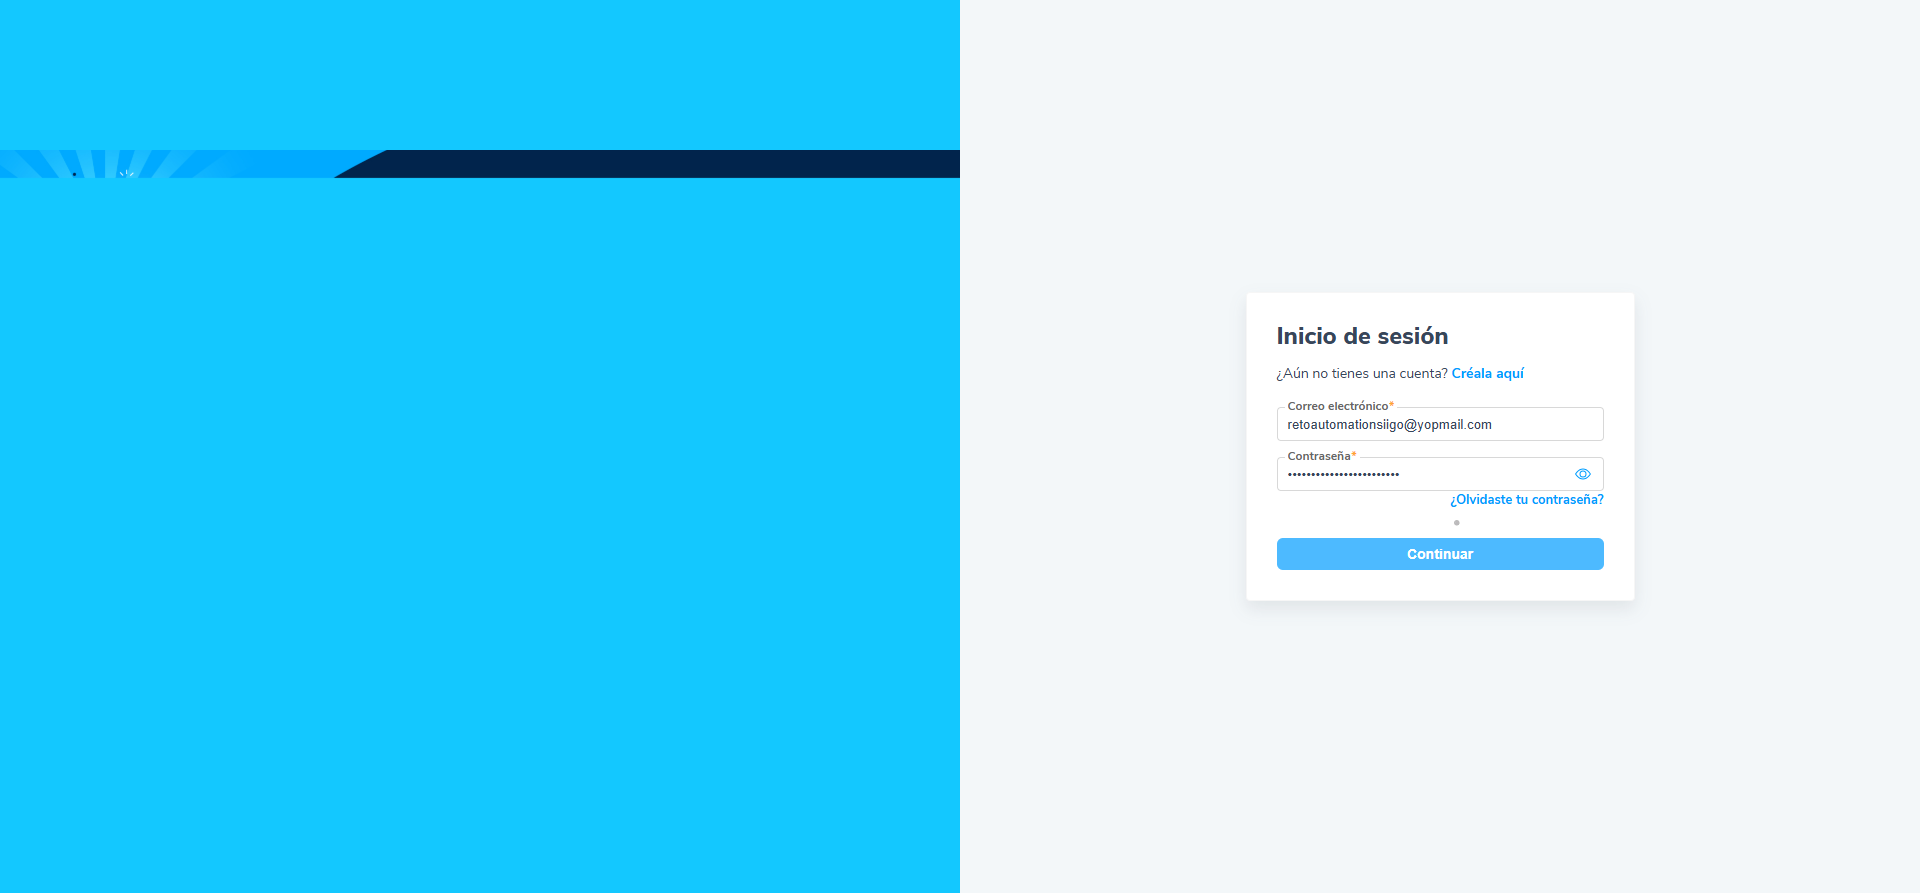 Inicio de sesión
¿Aún no tienes una cuenta? Créala aquí
Correo electrónico*
retoautomationsiigo@yopmail.com
Contraseña*
••••••••••••••••••••••••
¿Olvidaste tu contraseña?
Continuar